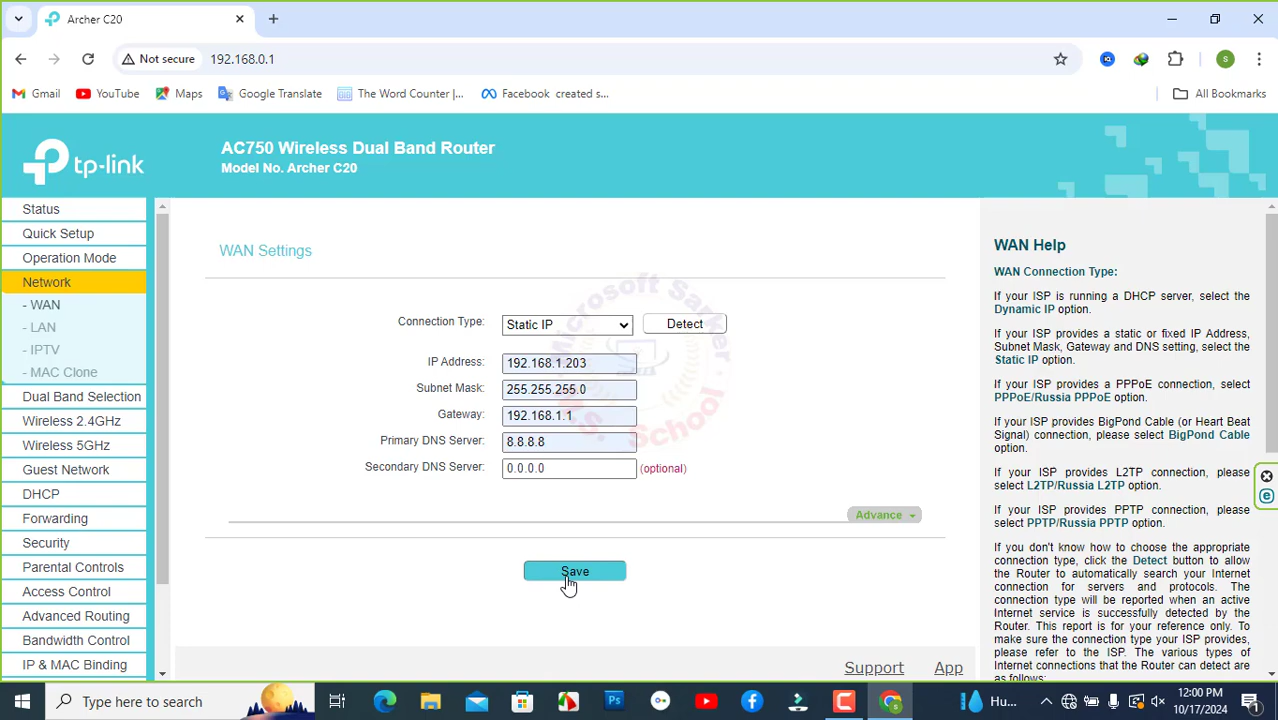 Archer C20
Not secure
192.168.0.1
Gmail
YouTube
Maps
Google Translate
The Word Counter |...
Facebook created s...
All Bookmarks
tp-link
AC750 Wireless Dual Band Router
Model No. Archer C20
Status
Quick Setup
Operation Mode
Network
- WAN
- LAN
- IPTV
- MAC Clone
Dual Band Selection
Wireless 2.4GHz
Wireless 5GHz
Guest Network
DHCP
Forwarding
Security
Parental Controls
Access Control
Advanced Routing
Bandwidth Control
IP & MAC Binding
WAN Settings
Connection Type: Static IP Detect
IP Address: 192.168.1.203
Subnet Mask: 255.255.255.0
Gateway: 192.168.1.1
Primary DNS Server: 8.8.8.8
Secondary DNS Server: 0.0.0.0 (optional)
Advance
Save
Support App
Microsoft Sarker
M.S. School
WAN Help
WAN Connection Type:
If your ISP is running a DHCP server, select the
Dynamic IP option.
If your ISP provides a static or fixed IP Address,
Subnet Mask, Gateway and DNS setting, select the
Static IP option.
If your ISP provides a PPPoE connection, select
PPPoE/Russia PPPoE option.
If your ISP provides BigPond Cable (or Heart Beat
Signal) connection, please select BigPond Cable
option.
If your ISP provides L2TP connection, please
select L2TP/Russia L2TP option.
If your ISP provides PPTP connection, please
select PPTP/Russia PPTP option.
If you don't know how to choose the appropriate
connection type, click the Detect button to allow
the Router to automatically search your Internet
connection for servers and protocols. The
connection type will be reported when an active
Internet service is successfully detected by the
Router. This report is for your reference only. To
make sure the connection type your ISP provides,
please refer to the ISP. The various types of
Internet connections that the Router can detect are
as follows:
Type here to search
Ps
Hu...
12:00 PM
10/17/2024